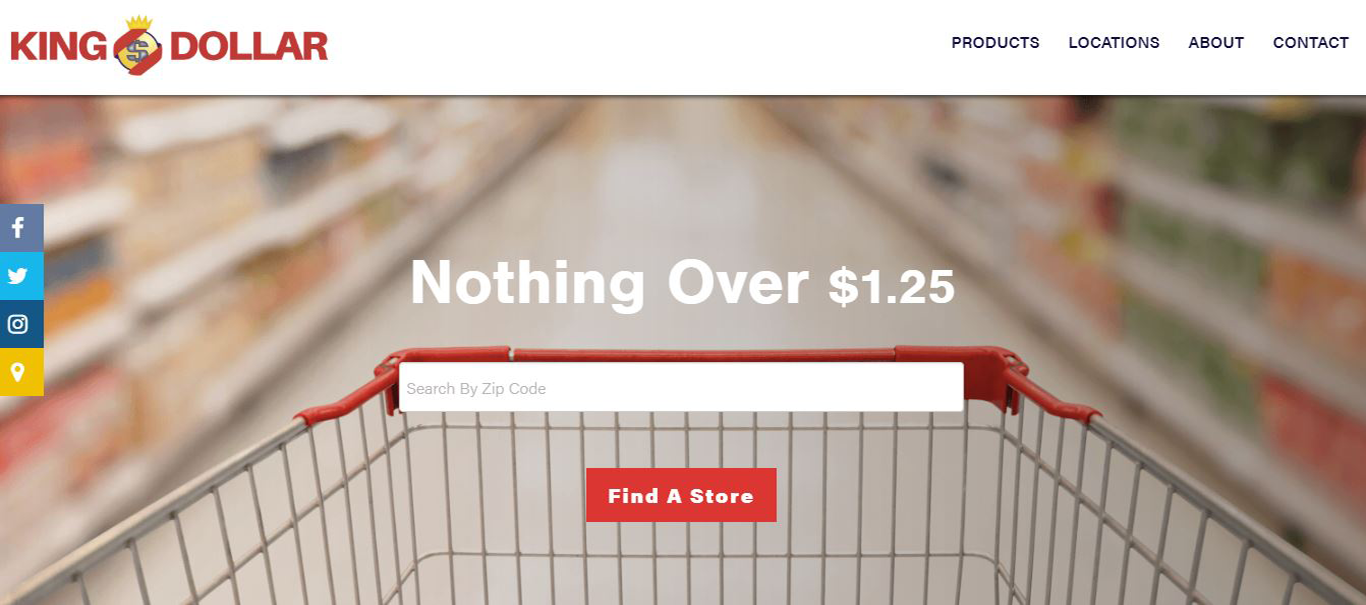 KING $ DOLLAR
PRODUCTS LOCATIONS ABOUT CONTACT
Nothing Over $1.25
Search By Zip Code
Find A Store